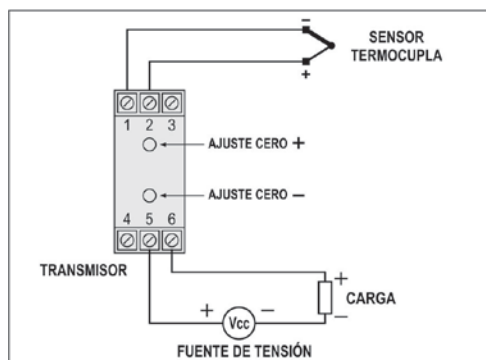 −
SENSOR
TERMOCUPLA
+
1 2 3
AJUSTE CERO +
AJUSTE CERO −
4 5 6
TRANSMISOR
+
CARGA
−
+ Vcc −
FUENTE DE TENSIÓN